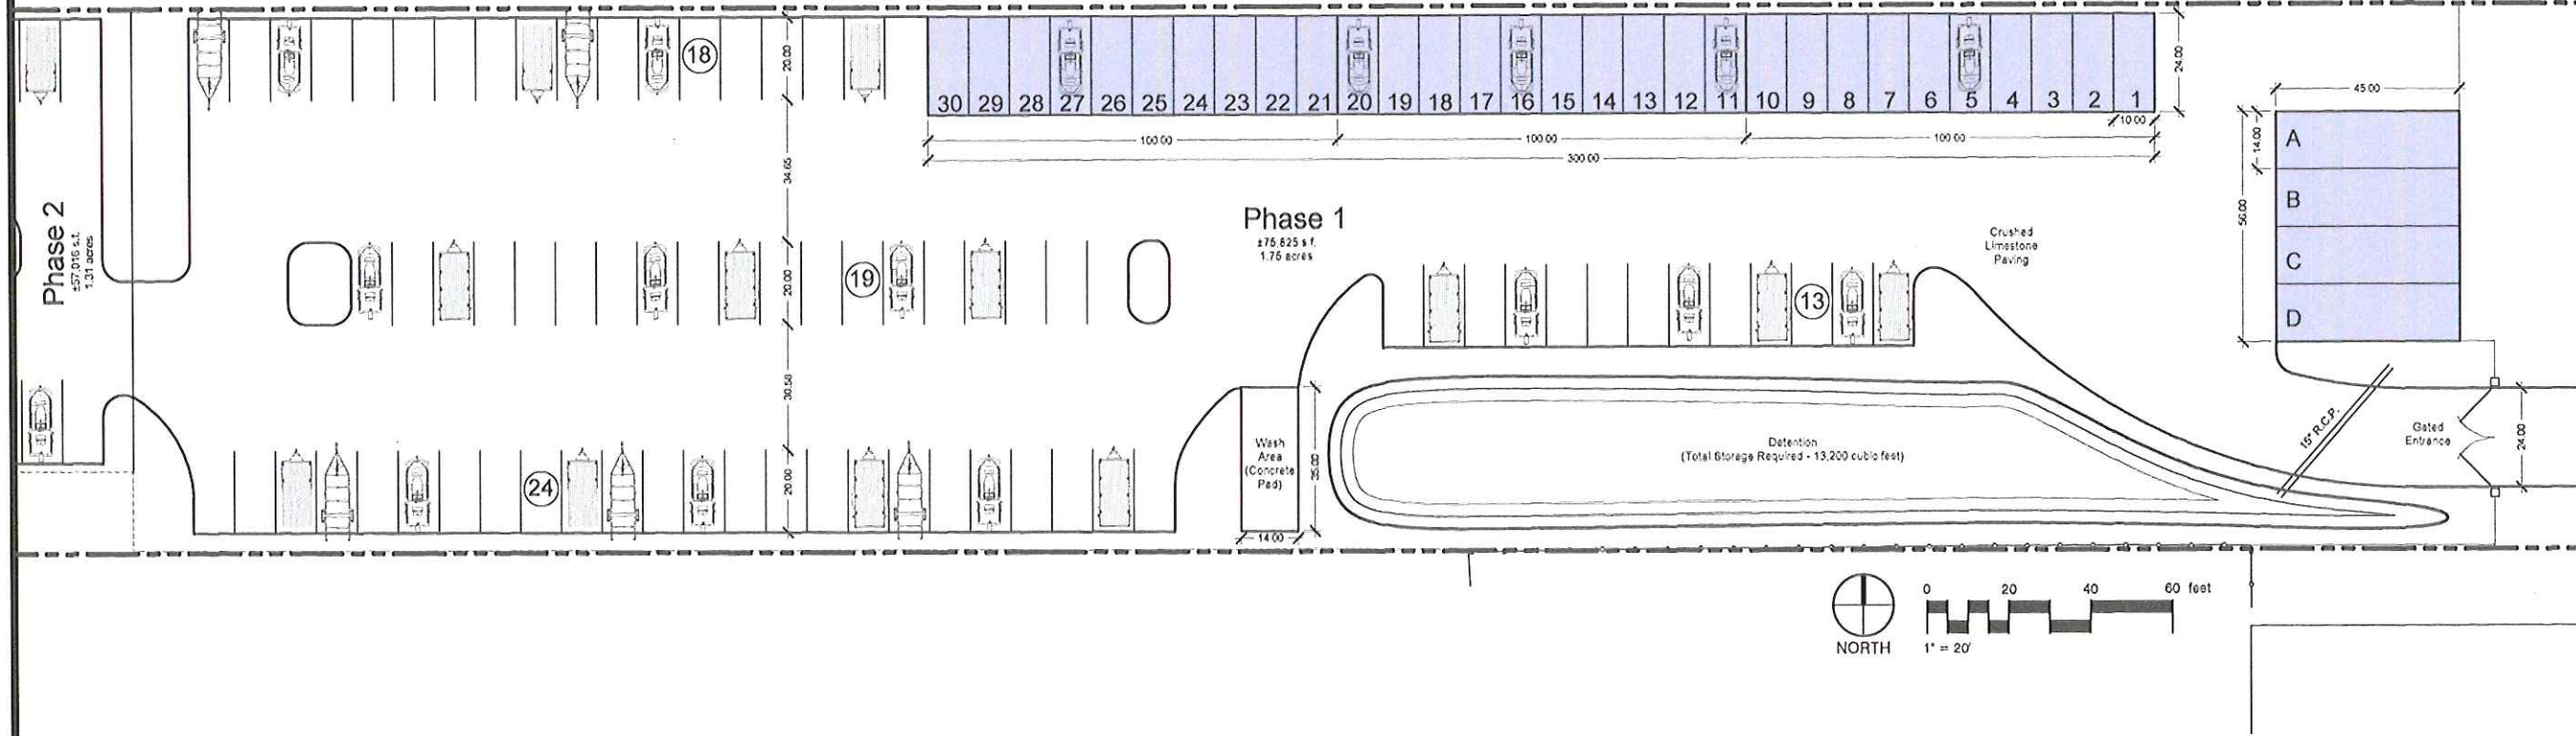 18
20.00
30 29 28 27 26 25 24 23 22 21 20 19 18 17 16 15 14 13 12 11 10 9 8 7 6 5 4 3 2 1
24.00
10.00
100.00
100.00
100.00
300.00
45.00
14.00
56.00
A
B
C
D
34.65
Phase 2
±57,016 s.f.
1.31 acres
Phase 1
±75,825 s.f.
1.75 acres
Crushed
Limestone
Paving
19
20.00
13
30.58
24
20.00
Wash
Area
(Concrete
Pad)
35.00
14.00
Detention
(Total Storage Required - 13,200 cubic feet)
15" R.C.P.
Gated
Entrance
24.00
NORTH
0 20 40 60 feet
1" = 20'